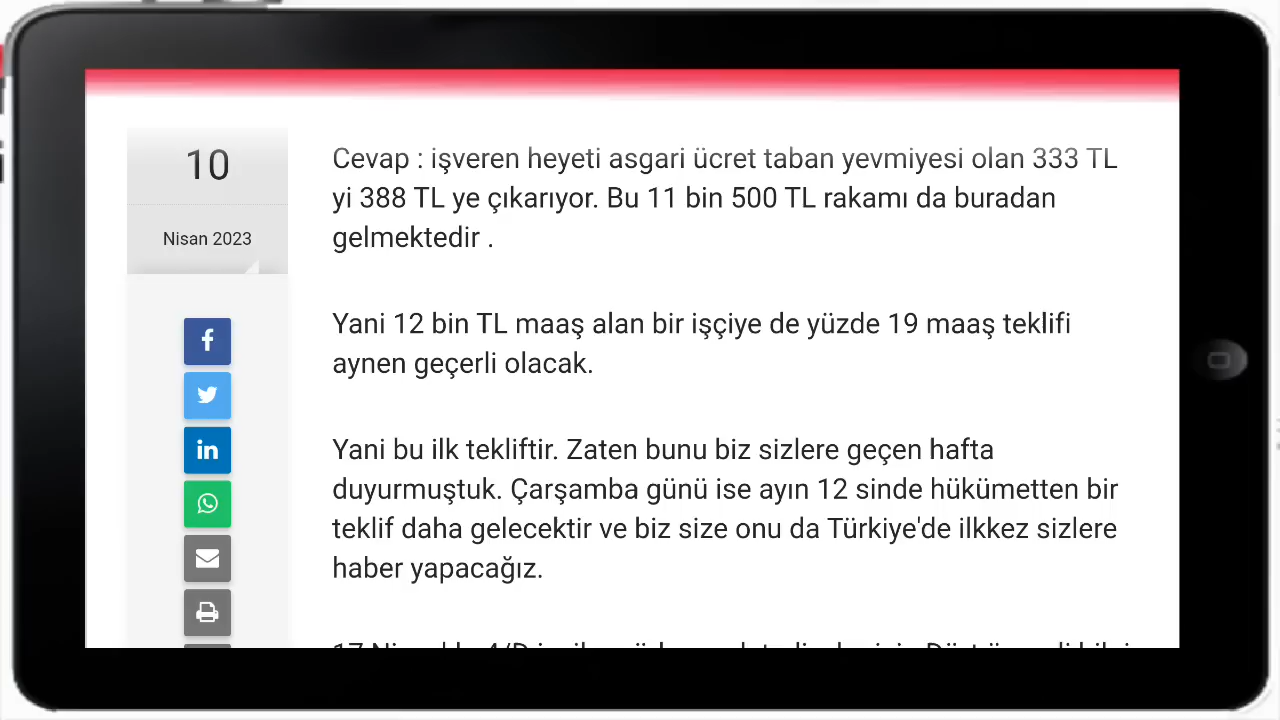 10
Nisan 2023
Cevap : işveren heyeti asgari ücret taban yevmiyesi olan 333 TL
yi 388 TL ye çıkarıyor. Bu 11 bin 500 TL rakamı da buradan
gelmektedir .
Yani 12 bin TL maaş alan bir işçiye de yüzde 19 maaş teklifi
aynen geçerli olacak.
Yani bu ilk tekliftir. Zaten bunu biz sizlere geçen hafta
duyurmuştuk. Çarşamba günü ise ayın 12 sinde hükümetten bir
teklif daha gelecektir ve biz size onu da Türkiye'de ilkkez sizlere
haber yapacağız.